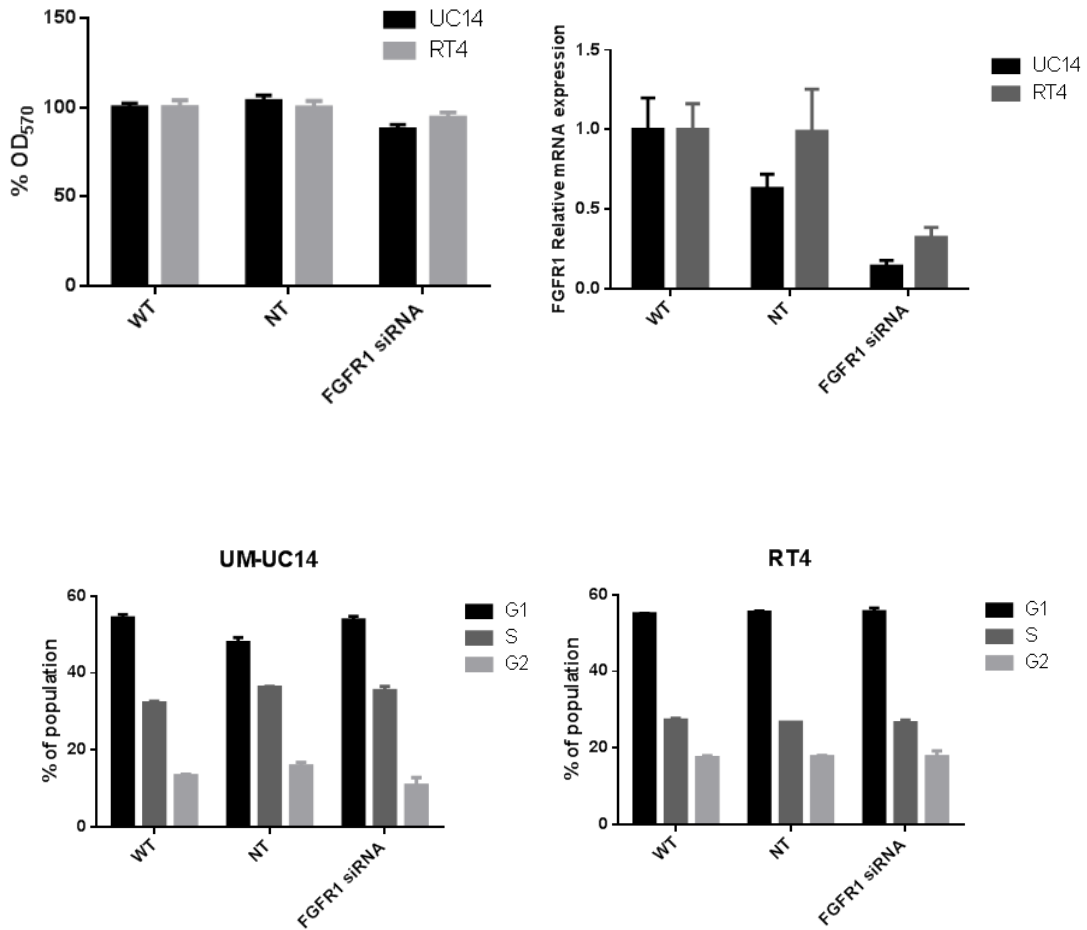 150
100
50
0
% OD570
WT
NT
FGFR1 siRNA
UC14
RT4
1.5
1.0
0.5
0.0
FGFR1 Relative mRNA expression
WT
NT
FGFR1 siRNA
UC14
RT4
UM-UC14
60
40
20
0
% of population
WT
NT
FGFR1 siRNA
G1
S
G2
RT4
60
40
20
0
% of population
WT
NT
FGFR1 siRNA
G1
S
G2